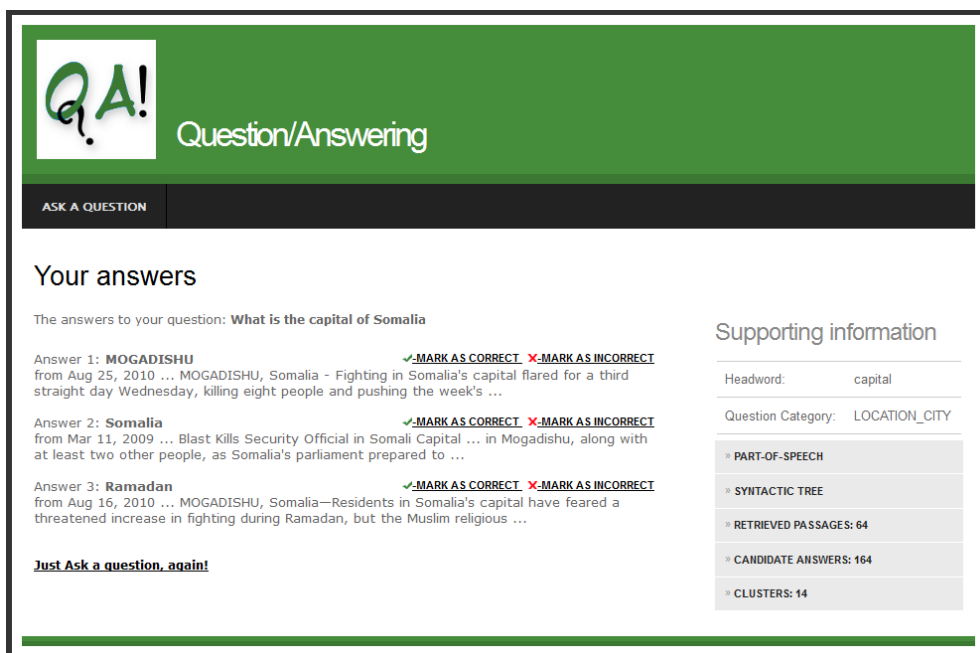 QA!
Question/Answering
ASK A QUESTION
Your answers
The answers to your question: What is the capital of Somalia
Answer 1: MOGADISHU
-MARK AS CORRECT -MARK AS INCORRECT
from Aug 25, 2010 ... MOGADISHU, Somalia - Fighting in Somalia's capital flared for a third
straight day Wednesday, killing eight people and pushing the week's ...
Answer 2: Somalia
-MARK AS CORRECT -MARK AS INCORRECT
from Mar 11, 2009 ... Blast Kills Security Official in Somali Capital ... in Mogadishu, along with
at least two other people, as Somalia's parliament prepared to ...
Answer 3: Ramadan
-MARK AS CORRECT -MARK AS INCORRECT
from Aug 16, 2010 ... MOGADISHU, Somalia—Residents in Somalia's capital have feared a
threatened increase in fighting during Ramadan, but the Muslim religious ...
Just Ask a question, again!
Supporting information
Headword: capital
Question Category: LOCATION_CITY
» PART-OF-SPEECH
» SYNTACTIC TREE
» RETRIEVED PASSAGES: 64
» CANDIDATE ANSWERS: 164
» CLUSTERS: 14